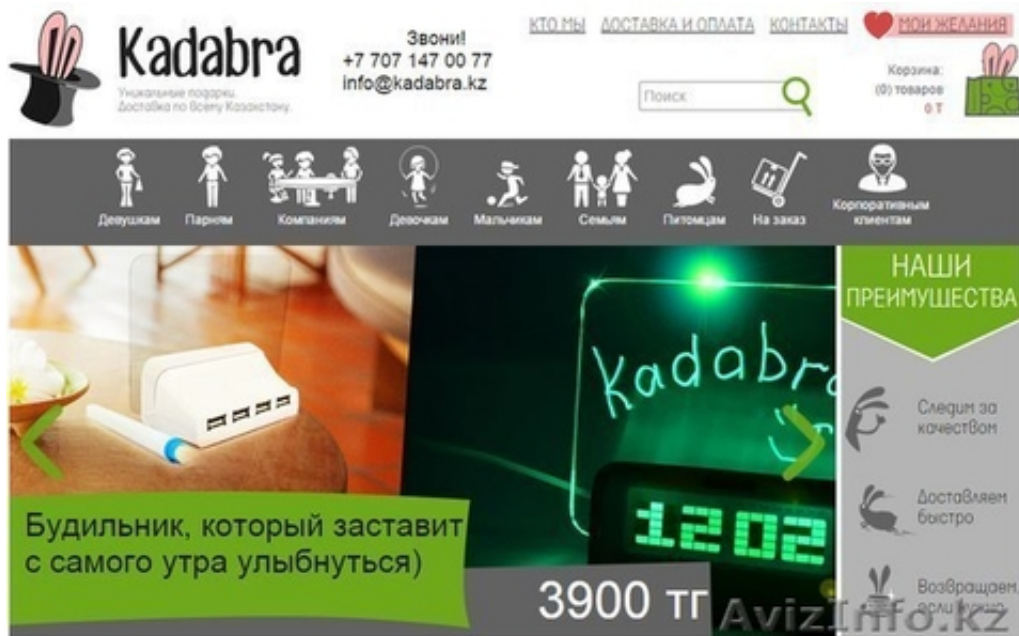 Kadabra
Уникальные подарки.
Доставка по всему Казахстану.
Звони!
+7 707 147 00 77
info@kadabra.kz
КТО МЫ ДОСТАВКА И ОПЛАТА КОНТАКТЫ МОИ ЖЕЛАНИЯ
Поиск
Корзина:
(0) товаров
0 Т
Девушкам Парням Компаниям Девочкам Мальчикам Семьям Питомцам На заказ Корпоративным клиентам
kadabra
1202
Будильник, который заставит
с самого утра улыбнуться)
3900 тг
НАШИ
ПРЕИМУЩЕСТВА
Следим за
качеством
Доставляем
быстро
Возвращаем,
если нужно
AvizInfo.kz